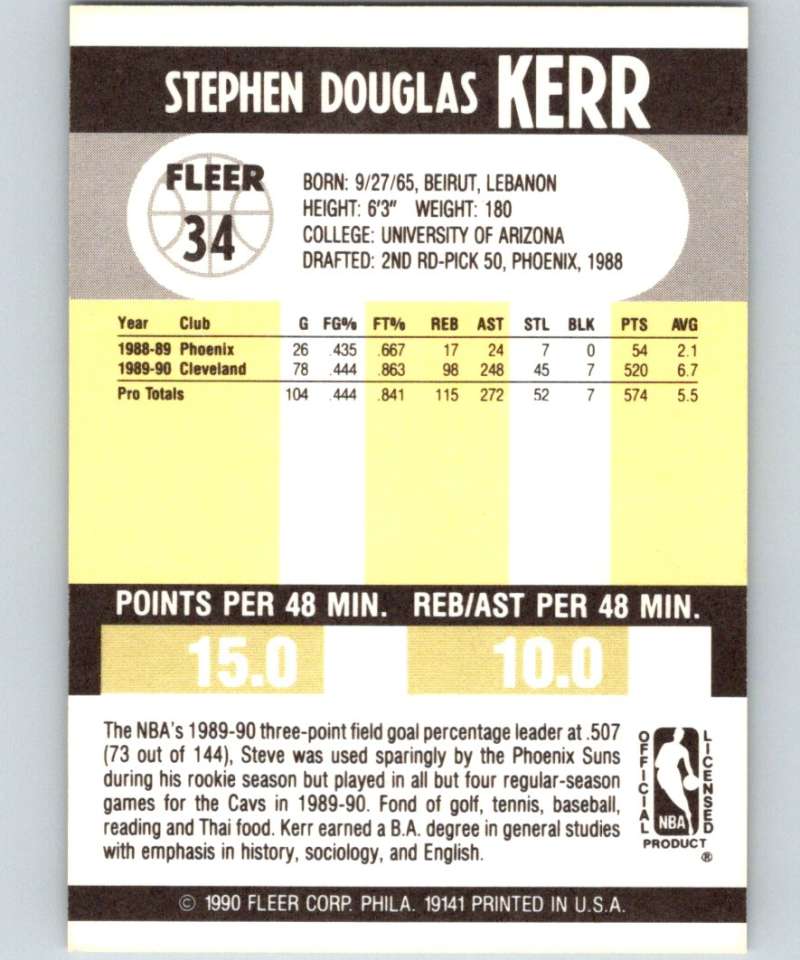 STEPHEN DOUGLAS KERR
FLEER
34
BORN: 9/27/65, BEIRUT, LEBANON
HEIGHT: 6'3" WEIGHT: 180
COLLEGE: UNIVERSITY OF ARIZONA
DRAFTED: 2ND RD-PICK 50, PHOENIX, 1988
Year Club G FG% FT% REB AST STL BLK PTS AVG
1988-89 Phoenix 26 .435 .667 17 24 7 0 54 2.1
1989-90 Cleveland 78 .444 .863 98 248 45 7 520 6.7
Pro Totals 104 .444 .841 115 272 52 7 574 5.5
POINTS PER 48 MIN. REB/AST PER 48 MIN.
15.0 10.0
The NBA's 1989-90 three-point field goal percentage leader at .507
(73 out of 144), Steve was used sparingly by the Phoenix Suns
during his rookie season but played in all but four regular-season
games for the Cavs in 1989-90. Fond of golf, tennis, baseball,
reading and Thai food. Kerr earned a B.A. degree in general studies
with emphasis in history, sociology, and English.
OFFICIAL
LICENSED
NBA
PRODUCT
®
© 1990 FLEER CORP. PHILA. 19141 PRINTED IN U.S.A.